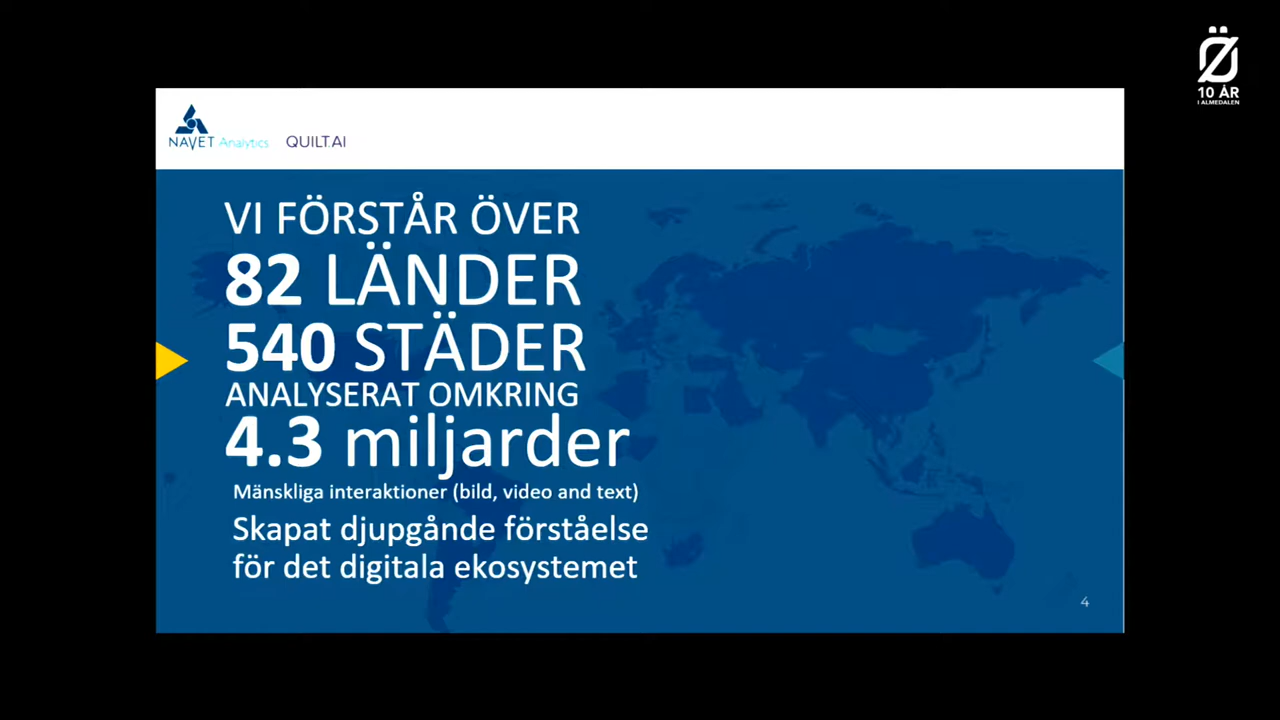 NAVET Analytics QUILT.AI
10 ÅR
I ALMEDALEN
VI FÖRSTÅR ÖVER
82 LÄNDER
540 STÄDER
ANALYSERAT OMKRING
4.3 miljarder
Mänskliga interaktioner (bild, video and text)
Skapat djupgånde förståelse
för det digitala ekosystemet
4